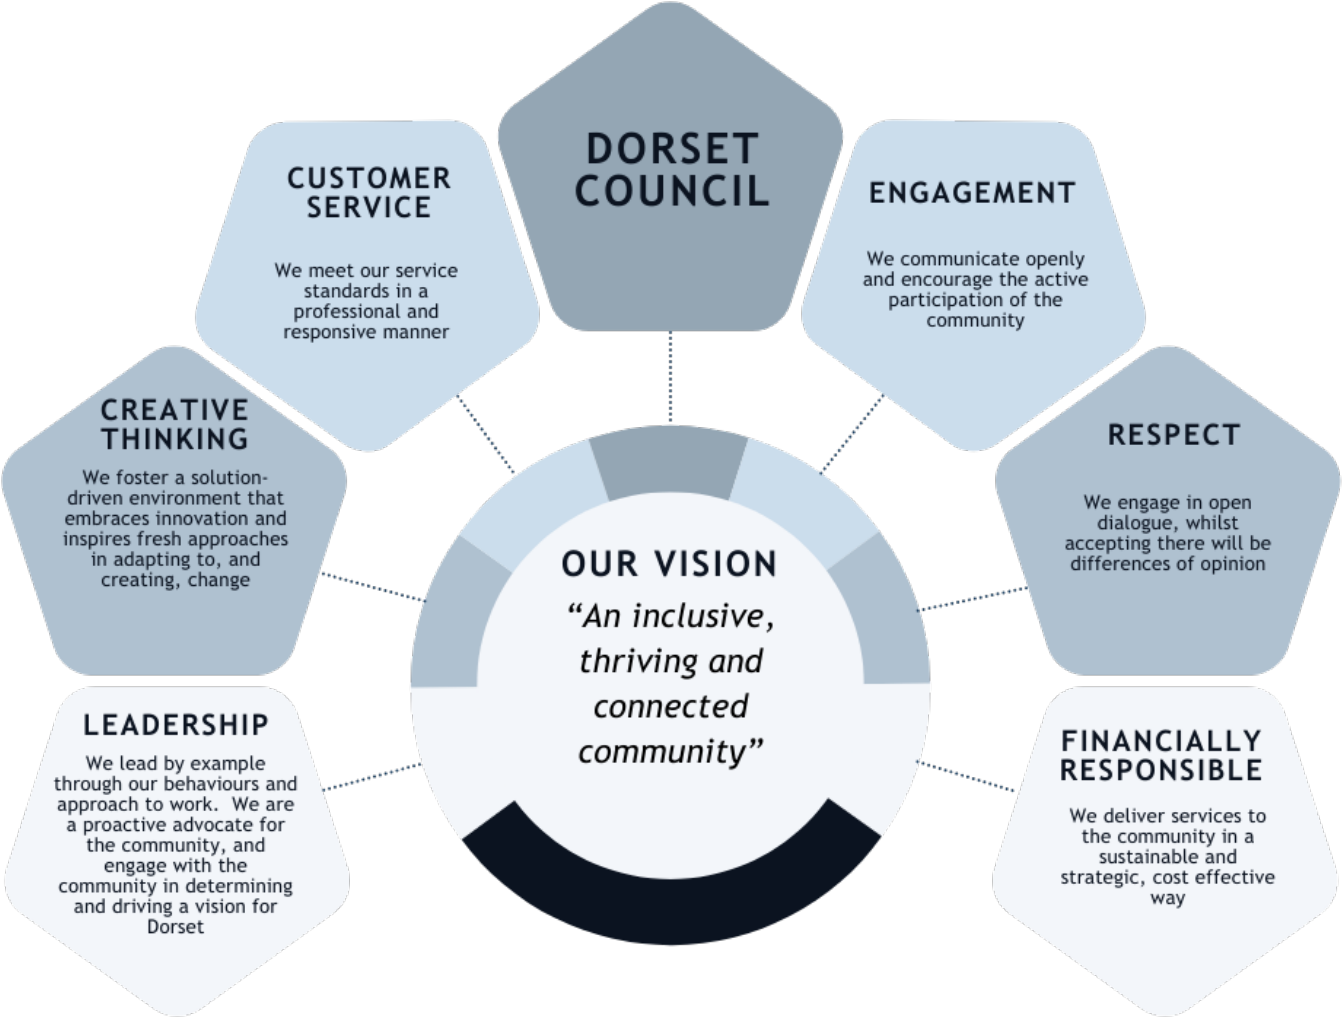 DORSET
COUNCIL
CUSTOMER
SERVICE
We meet our service
standards in a
professional and
responsive manner
ENGAGEMENT
We communicate openly
and encourage the active
participation of the
community
CREATIVE
THINKING
We foster a solution-
driven environment that
embraces innovation and
inspires fresh approaches
in adapting to, and
creating, change
RESPECT
We engage in open
dialogue, whilst
accepting there will be
differences of opinion
OUR VISION
“An inclusive,
thriving and
connected
community”
LEADERSHIP
We lead by example
through our behaviours and
approach to work.  We are
a proactive advocate for
the community, and
engage with the
community in determining
and driving a vision for
Dorset
FINANCIALLY
RESPONSIBLE
We deliver services to
the community in a
sustainable and
strategic, cost effective
way